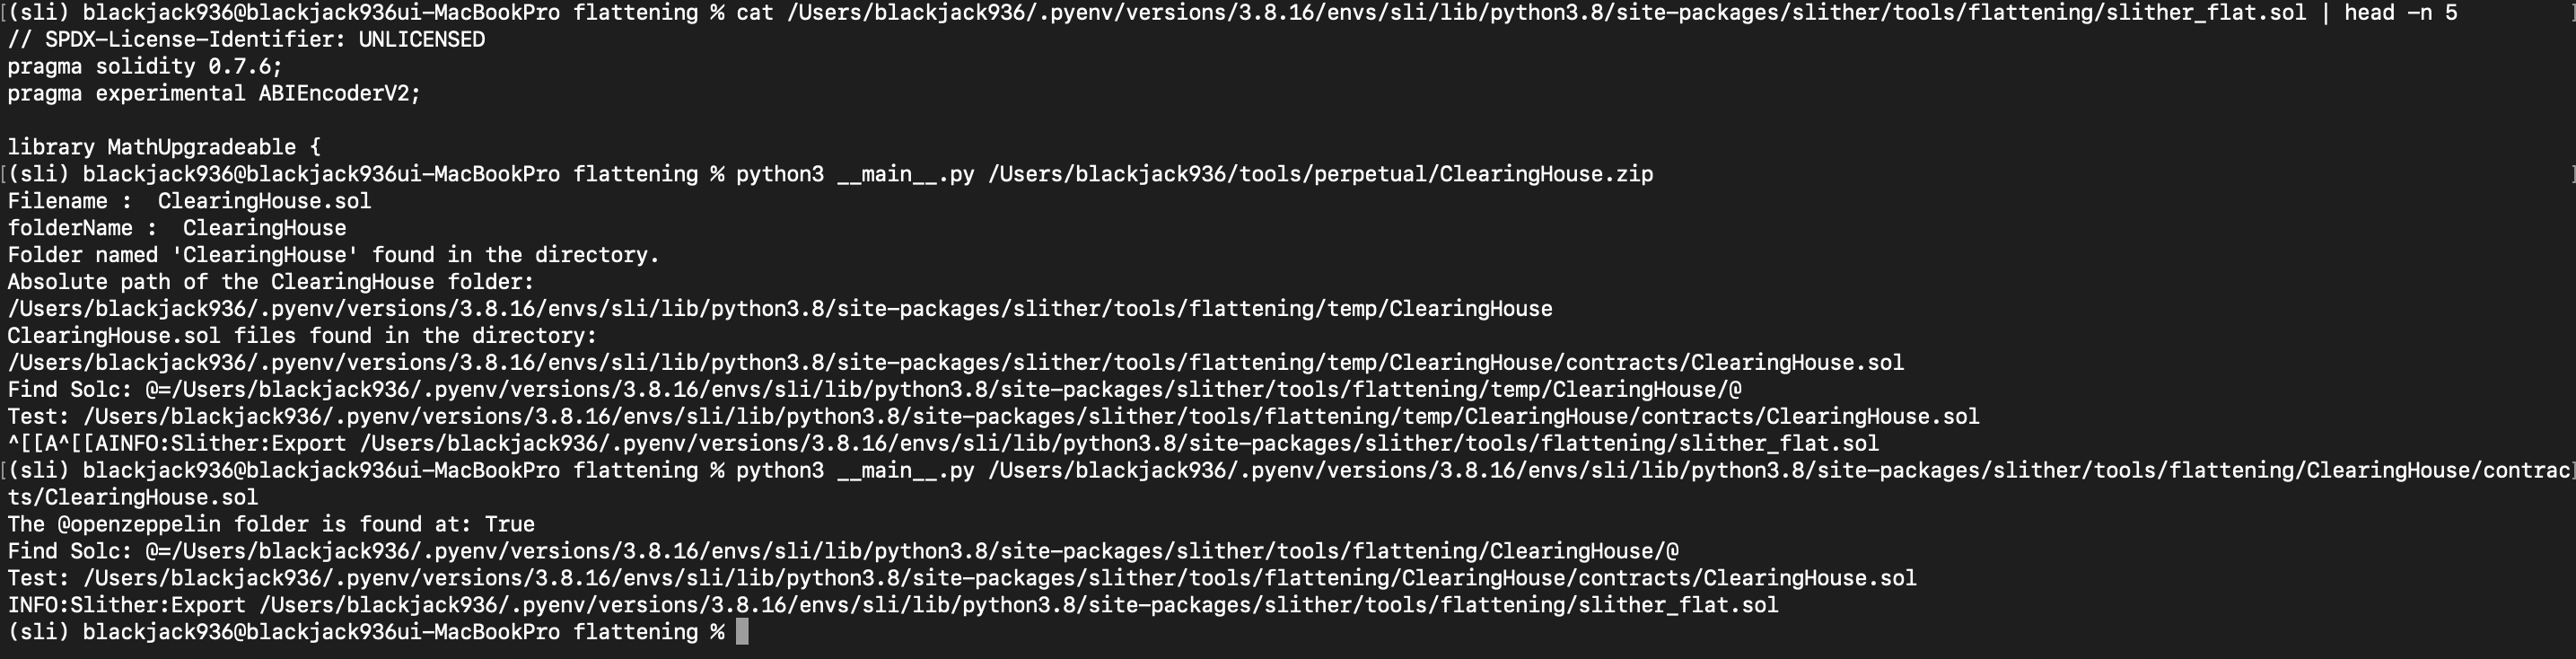 [(sli) blackjack936@blackjack936ui-MacBookPro flattening % cat /Users/blackjack936/.pyenv/versions/3.8.16/envs/sli/lib/python3.8/site-packages/slither/tools/flattening/slither_flat.sol | head -n 5 ]
// SPDX-License-Identifier: UNLICENSED
pragma solidity 0.7.6;
pragma experimental ABIEncoderV2;

library MathUpgradeable {
[(sli) blackjack936@blackjack936ui-MacBookPro flattening % python3 __main__.py /Users/blackjack936/tools/perpetual/ClearingHouse.zip ]
Filename :  ClearingHouse.sol
folderName :  ClearingHouse
Folder named 'ClearingHouse' found in the directory.
Absolute path of the ClearingHouse folder:
/Users/blackjack936/.pyenv/versions/3.8.16/envs/sli/lib/python3.8/site-packages/slither/tools/flattening/temp/ClearingHouse
ClearingHouse.sol files found in the directory:
/Users/blackjack936/.pyenv/versions/3.8.16/envs/sli/lib/python3.8/site-packages/slither/tools/flattening/temp/ClearingHouse/contracts/ClearingHouse.sol
Find Solc: @=/Users/blackjack936/.pyenv/versions/3.8.16/envs/sli/lib/python3.8/site-packages/slither/tools/flattening/temp/ClearingHouse/@
Test: /Users/blackjack936/.pyenv/versions/3.8.16/envs/sli/lib/python3.8/site-packages/slither/tools/flattening/temp/ClearingHouse/contracts/ClearingHouse.sol
^[[A^[[AINFO:Slither:Export /Users/blackjack936/.pyenv/versions/3.8.16/envs/sli/lib/python3.8/site-packages/slither/tools/flattening/slither_flat.sol
[(sli) blackjack936@blackjack936ui-MacBookPro flattening % python3 __main__.py /Users/blackjack936/.pyenv/versions/3.8.16/envs/sli/lib/python3.8/site-packages/slither/tools/flattening/ClearingHouse/contrac]
ts/ClearingHouse.sol
The @openzeppelin folder is found at: True
Find Solc: @=/Users/blackjack936/.pyenv/versions/3.8.16/envs/sli/lib/python3.8/site-packages/slither/tools/flattening/ClearingHouse/@
Test: /Users/blackjack936/.pyenv/versions/3.8.16/envs/sli/lib/python3.8/site-packages/slither/tools/flattening/ClearingHouse/contracts/ClearingHouse.sol
INFO:Slither:Export /Users/blackjack936/.pyenv/versions/3.8.16/envs/sli/lib/python3.8/site-packages/slither/tools/flattening/slither_flat.sol
(sli) blackjack936@blackjack936ui-MacBookPro flattening %